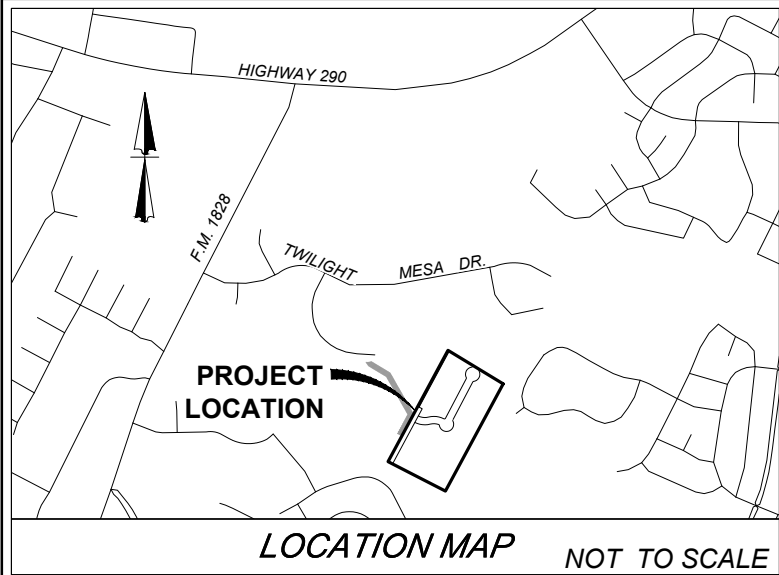 HIGHWAY 290
F.M. 1828
TWILIGHT MESA DR.
PROJECT
LOCATION
LOCATION MAP
NOT TO SCALE